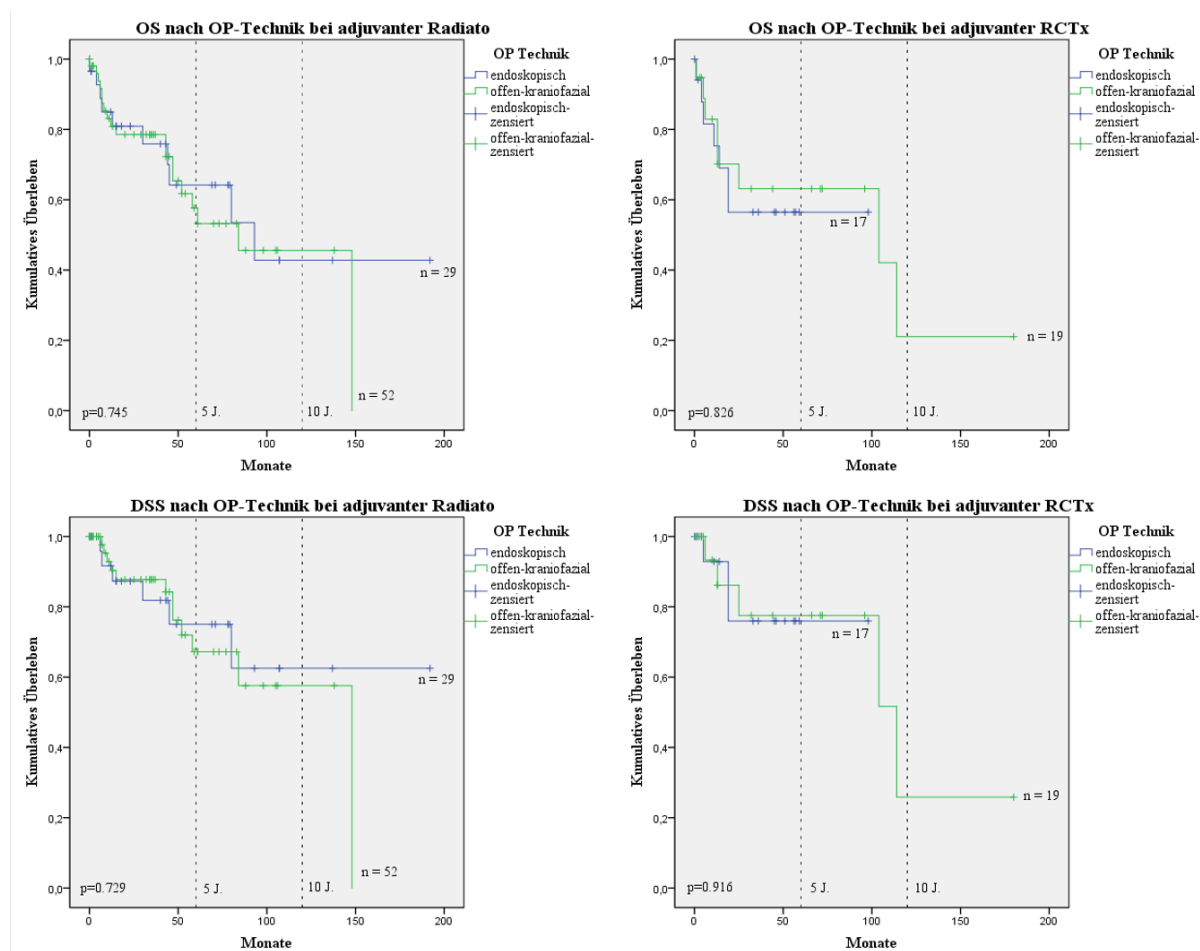 OS nach OP-Technik bei adjuvanter Radiato
OP Technik
endoskopisch
offen-kraniofazial
endoskopisch-
zensiert
offen-kraniofazial-
zensiert
Kumulatives Überleben
1,0
0,8
0,6
0,4
0,2
0,0
n = 29
n = 52
p=0.745
5 J.
10 J.
0
50
100
150
200
Monate
OS nach OP-Technik bei adjuvanter RCTx
OP Technik
endoskopisch
offen-kraniofazial
endoskopisch-
zensiert
offen-kraniofazial-
zensiert
Kumulatives Überleben
1,0
0,8
0,6
0,4
0,2
0,0
n = 17
n = 19
p=0.826
5 J.
10 J.
0
50
100
150
200
Monate
DSS nach OP-Technik bei adjuvanter Radiato
OP Technik
endoskopisch
offen-kraniofazial
endoskopisch-
zensiert
offen-kraniofazial-
zensiert
Kumulatives Überleben
1,0
0,8
0,6
0,4
0,2
0,0
n = 29
n = 52
p=0.729
5 J.
10 J.
0
50
100
150
200
Monate
DSS nach OP-Technik bei adjuvanter RCTx
OP Technik
endoskopisch
offen-kraniofazial
endoskopisch-
zensiert
offen-kraniofazial-
zensiert
Kumulatives Überleben
1,0
0,8
0,6
0,4
0,2
0,0
n = 17
n = 19
p=0.916
5 J.
10 J.
0
50
100
150
200
Monate